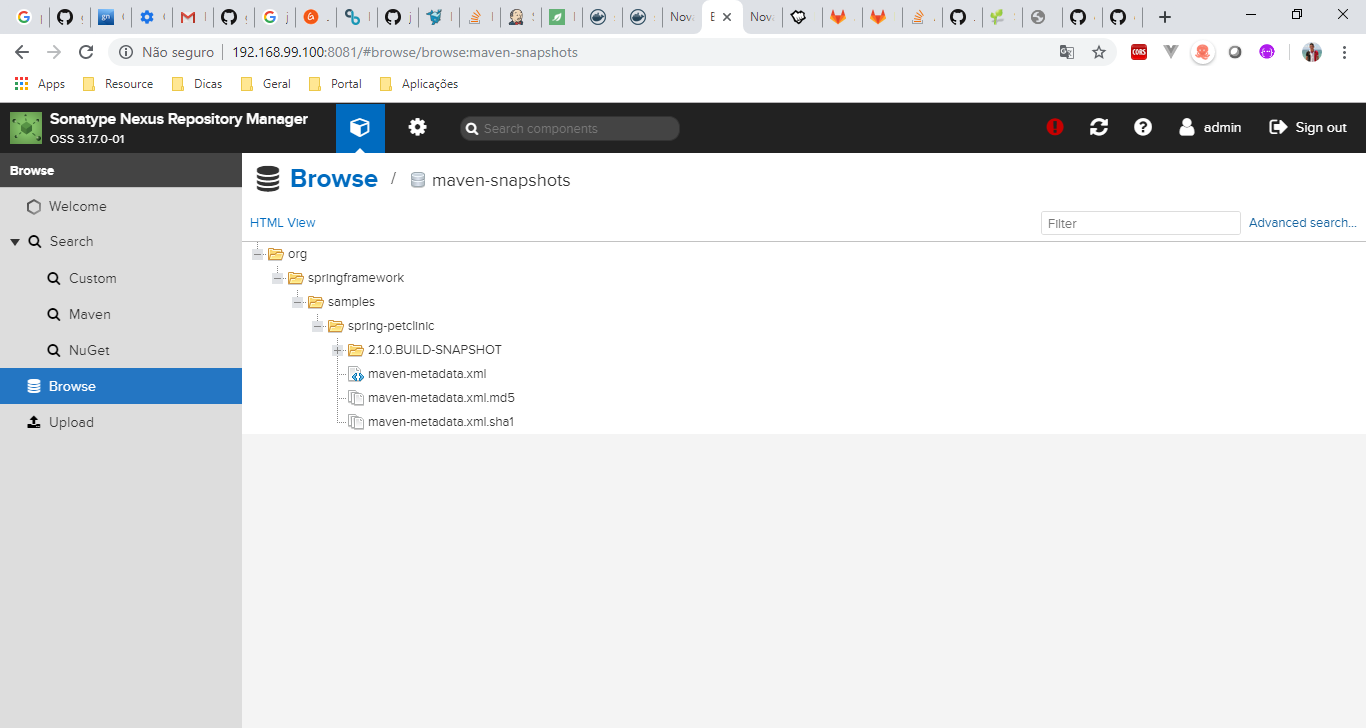 Nova
Nova
Não seguro
192.168.99.100:8081/#browse/browse:maven-snapshots
CORS
Apps
Resource
Dicas
Geral
Portal
Aplicações
Sonatype Nexus Repository Manager
OSS 3.17.0-01
Search components
admin
Sign out
Browse
Welcome
Search
Custom
Maven
NuGet
Browse
Upload
Browse / maven-snapshots
HTML View
Filter
Advanced search...
org
springframework
samples
spring-petclinic
2.1.0.BUILD-SNAPSHOT
maven-metadata.xml
maven-metadata.xml.md5
maven-metadata.xml.sha1